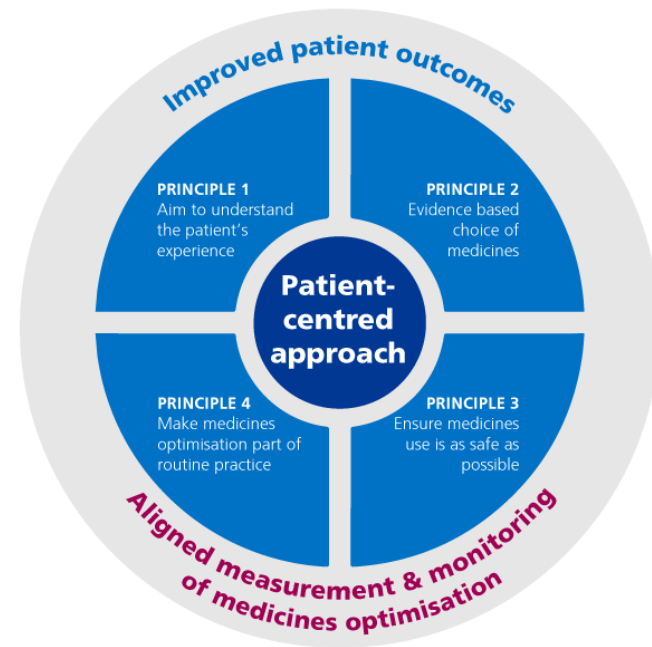 Improved patient outcomes
PRINCIPLE 1
Aim to understand
the patient’s
experience
PRINCIPLE 2
Evidence based
choice of
medicines
Patient-
centred
approach
PRINCIPLE 4
Make medicines
optimisation part of
routine practice
PRINCIPLE 3
Ensure medicines
use is as safe as
possible
Aligned measurement & monitoring
of medicines optimisation